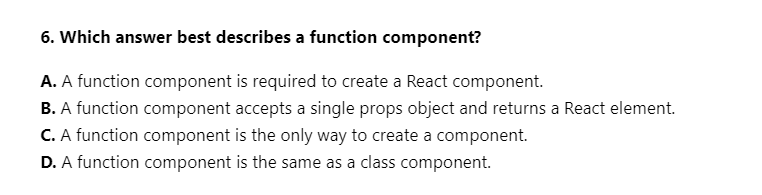 6. Which answer best describes a function component?
A. A function component is required to create a React component.
B. A function component accepts a single props object and returns a React element.
C. A function component is the only way to create a component.
D. A function component is the same as a class component.